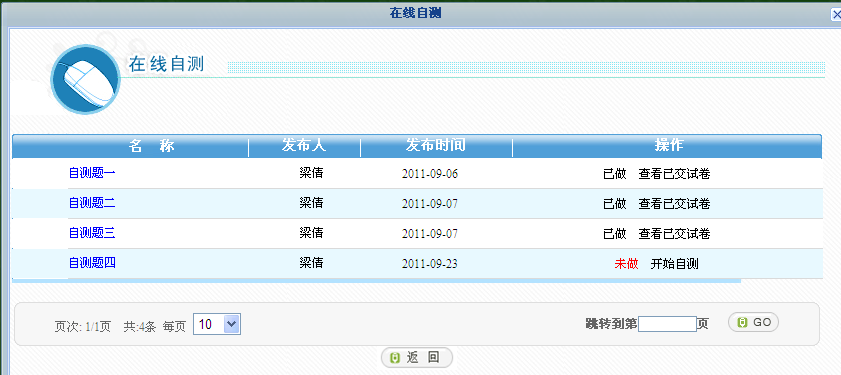 在线自测
在线自测
名 称 发布人 发布时间 操作
自测题一 梁倩 2011-09-06 已做 查看已交试卷
自测题二 梁倩 2011-09-07 已做 查看已交试卷
自测题三 梁倩 2011-09-07 已做 查看已交试卷
自测题四 梁倩 2011-09-23 未做 开始自测
页次: 1/1页 共:4条 每页 10 跳转到第 页 GO
返 回